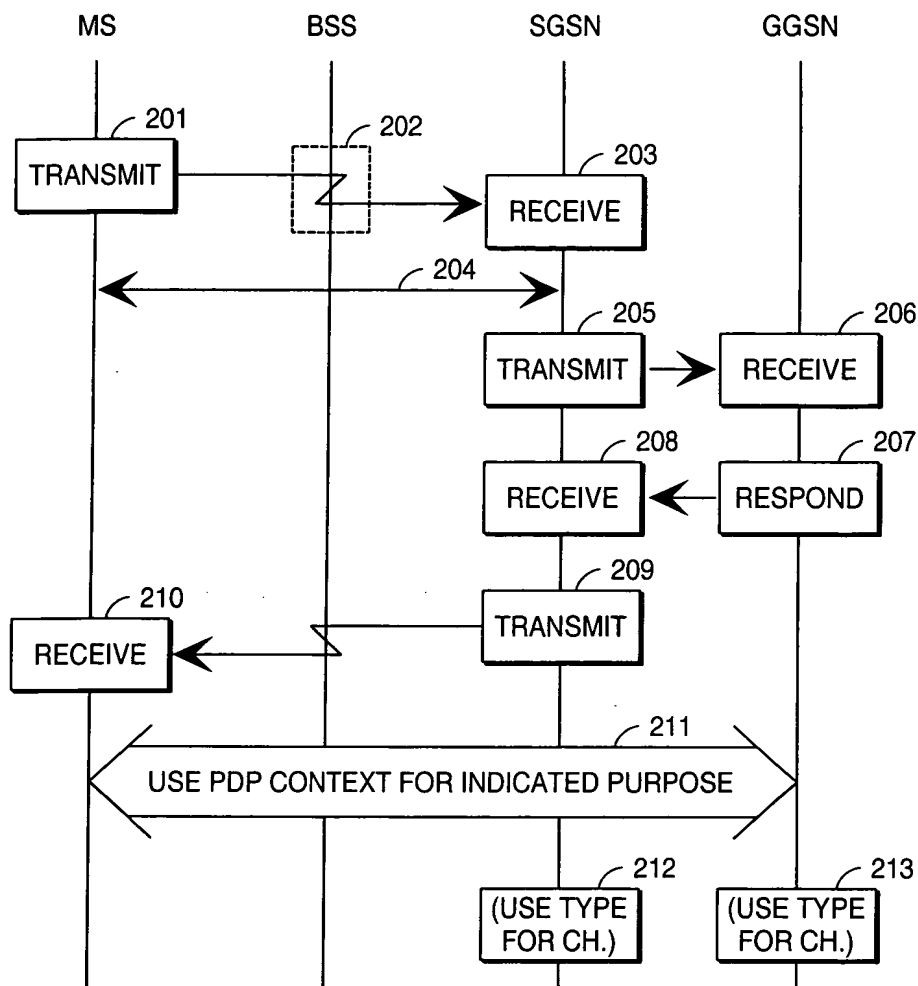 MS BSS SGSN GGSN
201
202
TRANSMIT
203
RECEIVE
204
205
206
TRANSMIT
RECEIVE
208
207
RECEIVE
RESPOND
209
210
TRANSMIT
RECEIVE
211
USE PDP CONTEXT FOR INDICATED PURPOSE
212
213
(USE TYPE
FOR CH.)
(USE TYPE
FOR CH.)